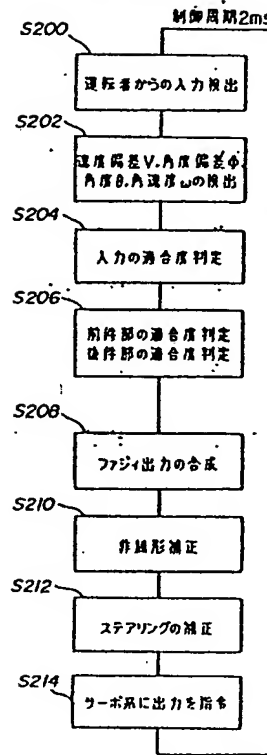 制御周期2ms
S200
運転者からの入力検出
S202
速度偏差V.角度偏差Φ.
角度θ.角速度ωの検出
S204
入力の適合度判定
S206
前件部の適合度判定
後件部の適合度判定
S208
ファジィ出力の合成
S210
非線形補正
S212
ステアリングの補正
S214
サーボ系に出力を指令